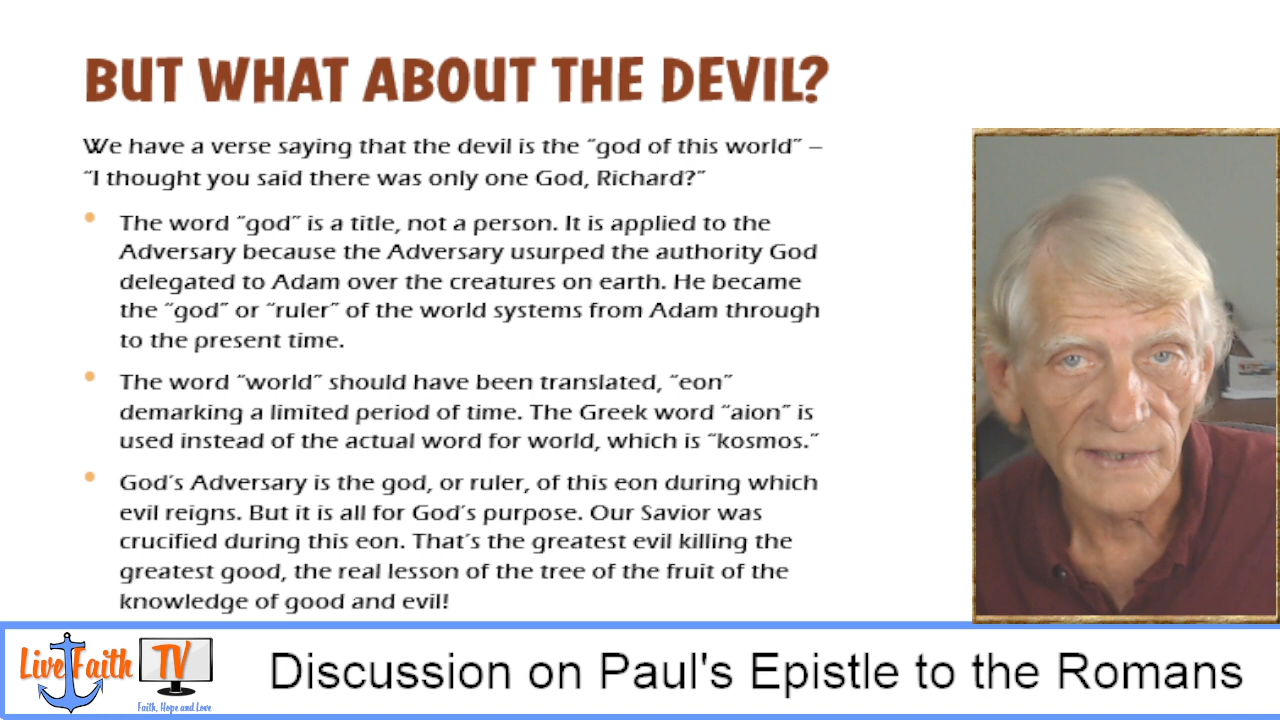 BUT WHAT ABOUT THE DEVIL?
We have a verse saying that the devil is the “god of this world” –
“I thought you said there was only one God, Richard?”
• The word “god” is a title, not a person. It is applied to the
Adversary because the Adversary usurped the authority God
delegated to Adam over the creatures on earth. He became
the “god” or “ruler” of the world systems from Adam through
to the present time.
• The word “world” should have been translated, “eon”
demarking a limited period of time. The Greek word “aion” is
used instead of the actual word for world, which is “kosmos.”
• God’s Adversary is the god, or ruler, of this eon during which
evil reigns. But it is all for God’s purpose. Our Savior was
crucified during this eon. That’s the greatest evil killing the
greatest good, the real lesson of the tree of the fruit of the
knowledge of good and evil!
Live Faith TV
Faith, Hope and Love
Discussion on Paul's Epistle to the Romans